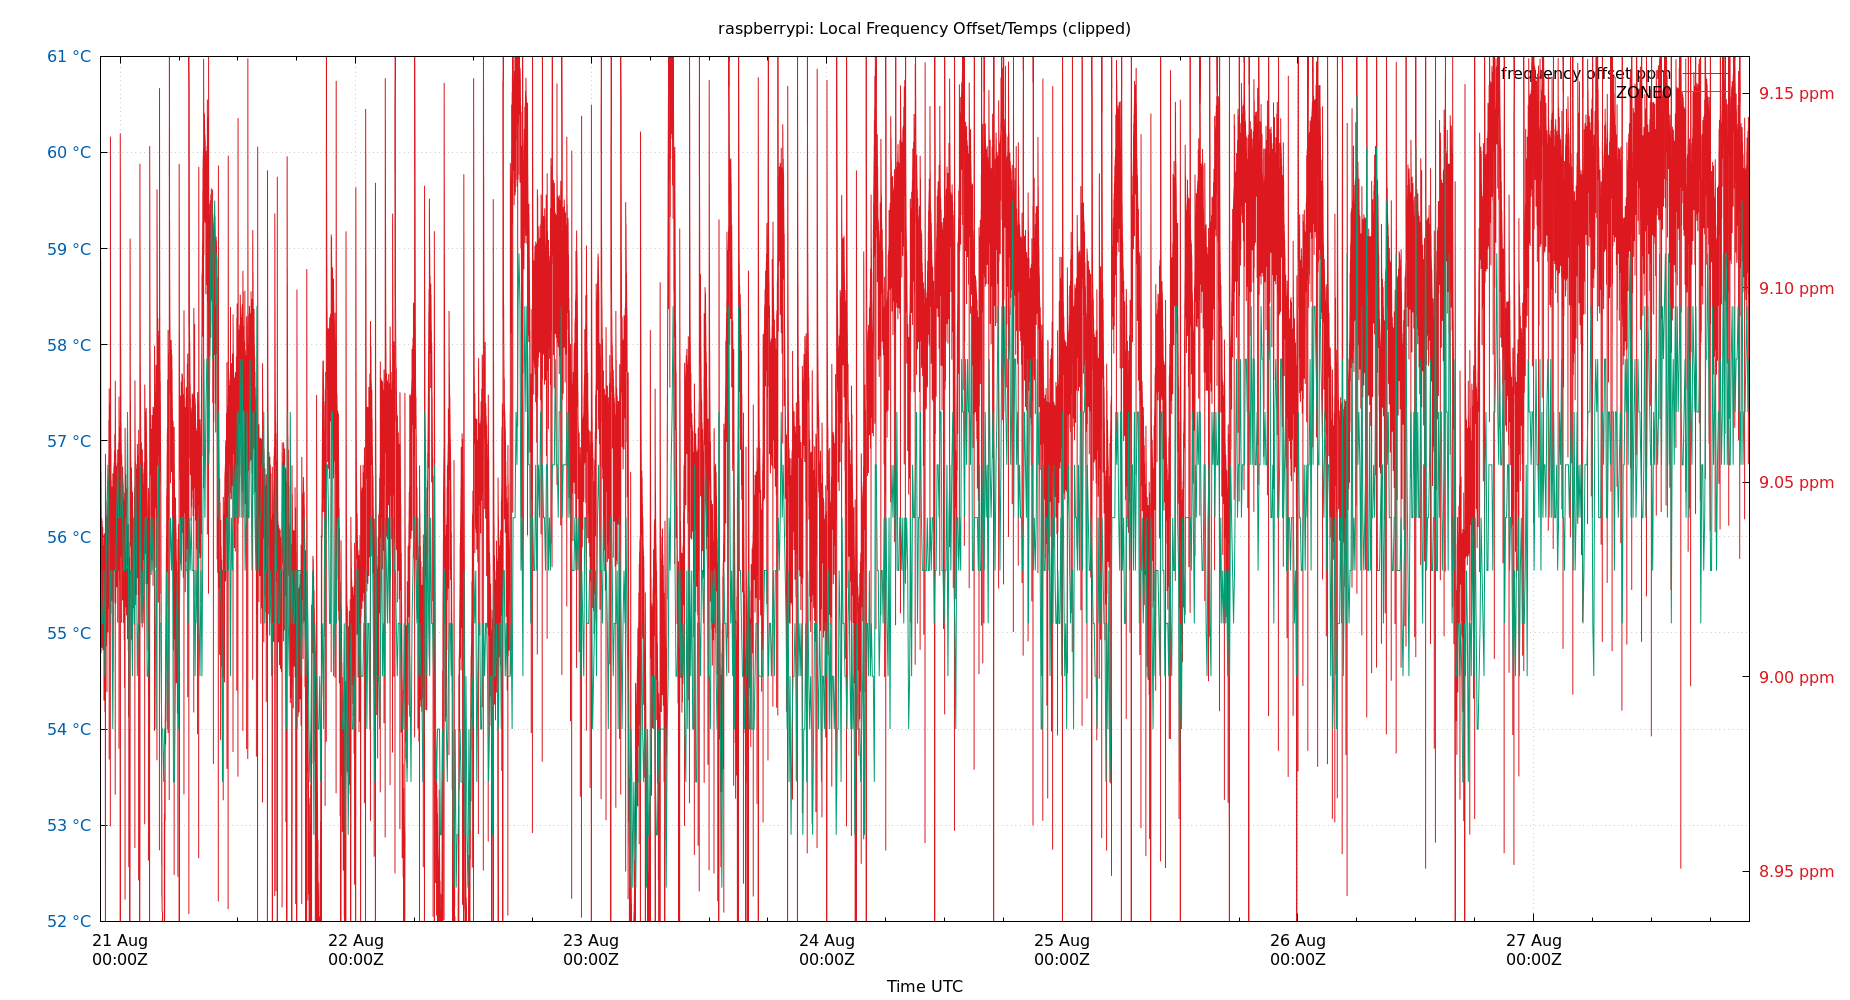 raspberrypi: Local Frequency Offset/Temps (clipped)
61 °C
60 °C
59 °C
58 °C
57 °C
56 °C
55 °C
54 °C
53 °C
52 °C
frequency offset ppm
ZONE0
9.15 ppm
9.10 ppm
9.05 ppm
9.00 ppm
8.95 ppm
21 Aug
00:00Z
22 Aug
00:00Z
23 Aug
00:00Z
24 Aug
00:00Z
25 Aug
00:00Z
26 Aug
00:00Z
27 Aug
00:00Z
Time UTC